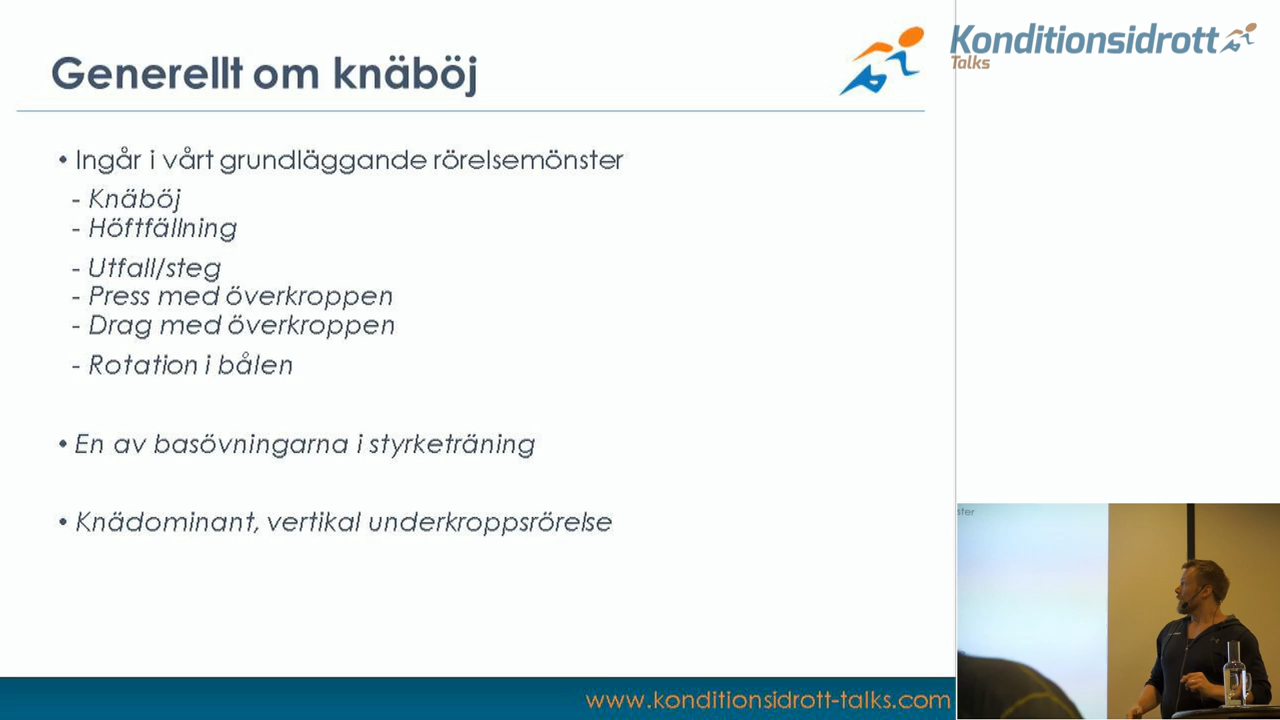 Generellt om knäböj
Konditionsidrott
Talks
• Ingår i vårt grundläggande rörelsemönster
- Knäböj
- Höftfällning
- Utfall/steg
- Press med överkroppen
- Drag med överkroppen
- Rotation i bålen
• En av basövningarna i styrketräning
• Knädominant, vertikal underkroppsrörelse
ster
www.konditionsidrott-talks.com